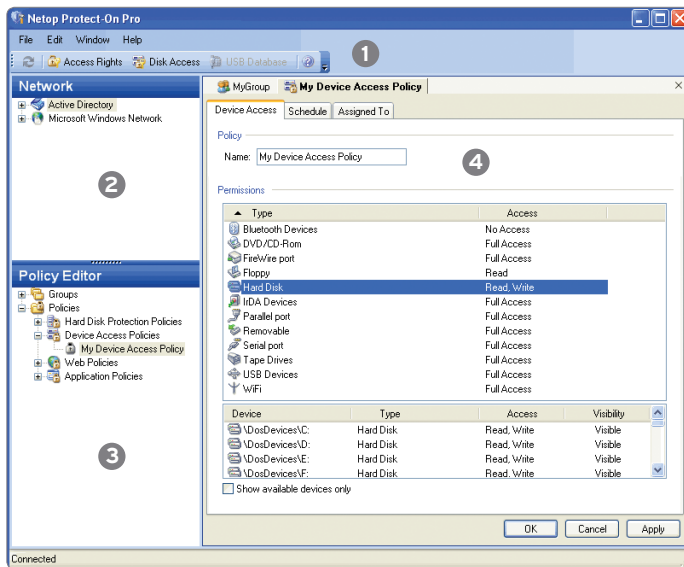 Netop Protect-On Pro
File Edit Window Help
Access Rights Disk Access USB Database
1
Network
Active Directory
Microsoft Windows Network
2
Policy Editor
Groups
Policies
Hard Disk Protection Policies
Device Access Policies
My Device Access Policy
Web Policies
Application Policies
3
MyGroup My Device Access Policy
Device Access Schedule Assigned To
Policy
Name: My Device Access Policy
4
Permissions
Type Access
Bluetooth Devices No Access
DVD/CD-Rom Full Access
FireWire port Full Access
Floppy Read
Hard Disk Read, Write
IrDA Devices Full Access
Parallel port Full Access
Removable Full Access
Serial port Full Access
Tape Drives Full Access
USB Devices Full Access
WiFi Full Access
Device Type Access Visibility
\DosDevices\C: Hard Disk Read, Write Visible
\DosDevices\D: Hard Disk Read, Write Visible
\DosDevices\E: Hard Disk Read, Write Visible
\DosDevices\F: Hard Disk Read, Write Visible
Show available devices only
OK Cancel Apply
Connected